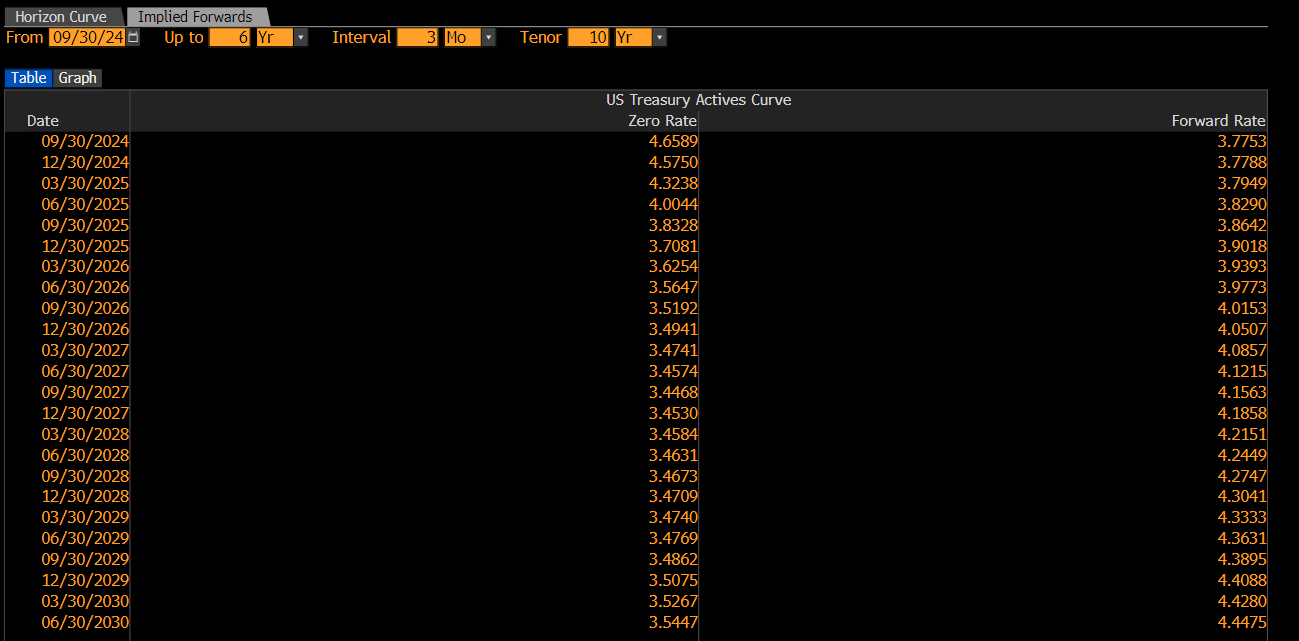 Horizon Curve Implied Forwards
From 09/30/24 Up to 6 Yr Interval 3 Mo Tenor 10 Yr
Table Graph
US Treasury Actives Curve
Date Zero Rate Forward Rate
09/30/2024 4.6589 3.7753
12/30/2024 4.5750 3.7788
03/30/2025 4.3238 3.7949
06/30/2025 4.0044 3.8290
09/30/2025 3.8328 3.8642
12/30/2025 3.7081 3.9018
03/30/2026 3.6254 3.9393
06/30/2026 3.5647 3.9773
09/30/2026 3.5192 4.0153
12/30/2026 3.4941 4.0507
03/30/2027 3.4741 4.0857
06/30/2027 3.4574 4.1215
09/30/2027 3.4468 4.1563
12/30/2027 3.4530 4.1858
03/30/2028 3.4584 4.2151
06/30/2028 3.4631 4.2449
09/30/2028 3.4673 4.2747
12/30/2028 3.4709 4.3041
03/30/2029 3.4740 4.3333
06/30/2029 3.4769 4.3631
09/30/2029 3.4862 4.3895
12/30/2029 3.5075 4.4088
03/30/2030 3.5267 4.4280
06/30/2030 3.5447 4.4475